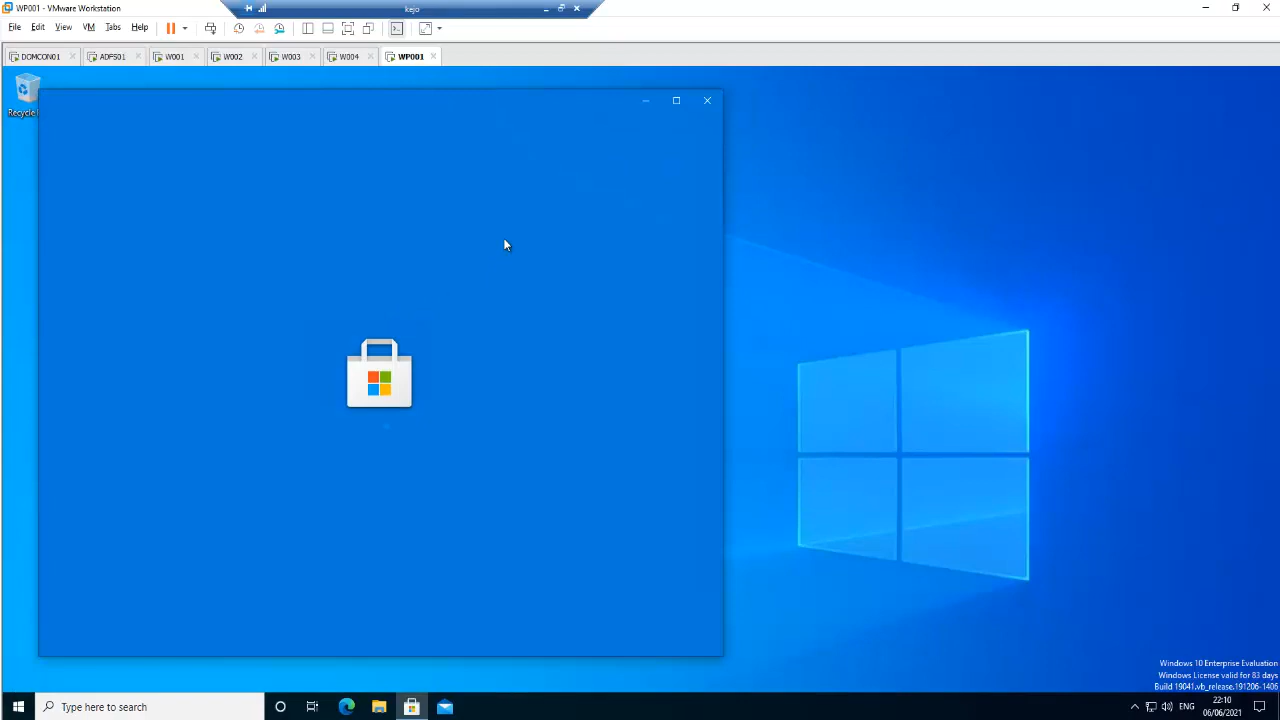 WP001 - VMware Workstation
kejo
File Edit View VM Tabs Help
DOMCON01 ADFS01 W001 W002 W003 W004 WP001
Recycle
Windows 10 Enterprise Evaluation
Windows License valid for 83 days
Build 19041.vb_release.191206-1406
Type here to search
ENG
22:10
06/06/2021